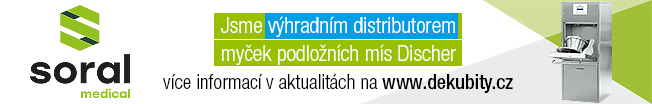 soral
medical
Jsme výhradním distributorem
myček podložních mís Discher
více informací v aktualitách na www.dekubity.cz